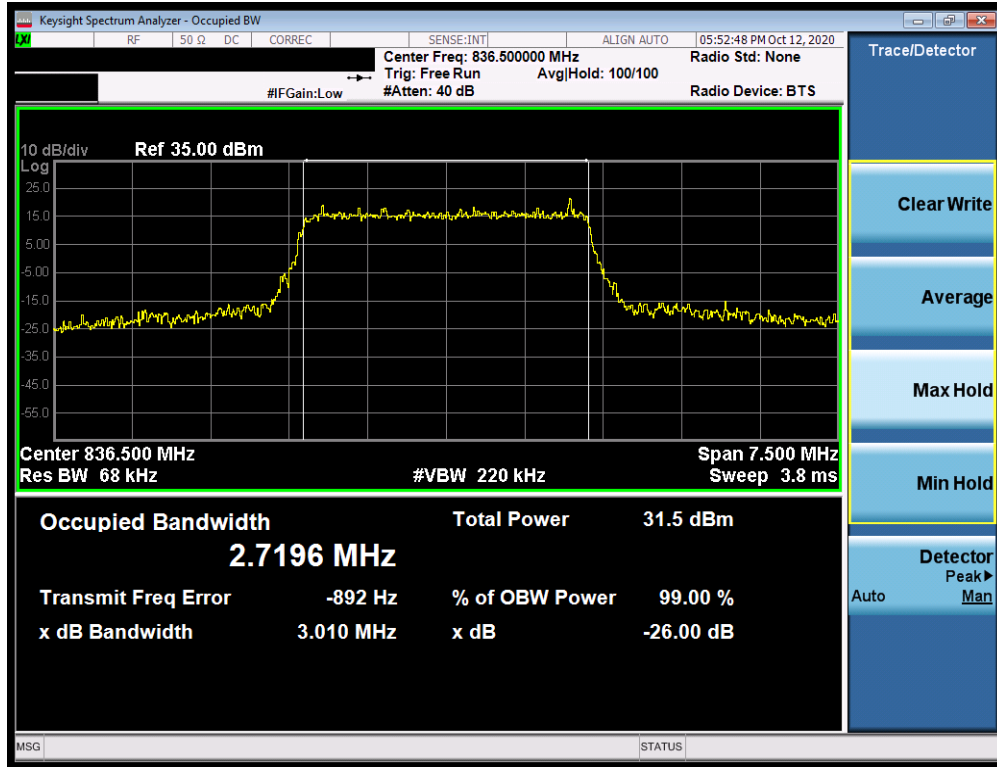 Keysight Spectrum Analyzer - Occupied BW
LXI RF 50 Ω DC CORREC SENSE:INT ALIGN AUTO 05:52:48 PM Oct 12, 2020
Center Freq: 836.500000 MHz Radio Std: None
Trig: Free Run Avg|Hold: 100/100
#IFGain:Low #Atten: 40 dB Radio Device: BTS
Trace/Detector
10 dB/div Ref 35.00 dBm
Log
25.0
15.0
5.00
-5.00
-15.0
-25.0
-35.0
-45.0
-55.0
Center 836.500 MHz Span 7.500 MHz
Res BW 68 kHz #VBW 220 kHz Sweep 3.8 ms
Occupied Bandwidth Total Power 31.5 dBm
2.7196 MHz
Transmit Freq Error -892 Hz % of OBW Power 99.00 %
x dB Bandwidth 3.010 MHz x dB -26.00 dB
Clear Write
Average
Max Hold
Min Hold
Detector
Peak▶
Auto Man
MSG STATUS